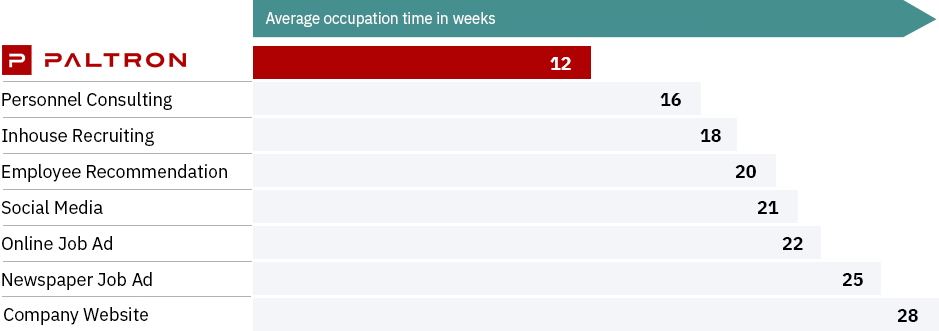 Average occupation time in weeks
P PALTRON 12
Personnel Consulting 16
Inhouse Recruiting 18
Employee Recommendation 20
Social Media 21
Online Job Ad 22
Newspaper Job Ad 25
Company Website 28